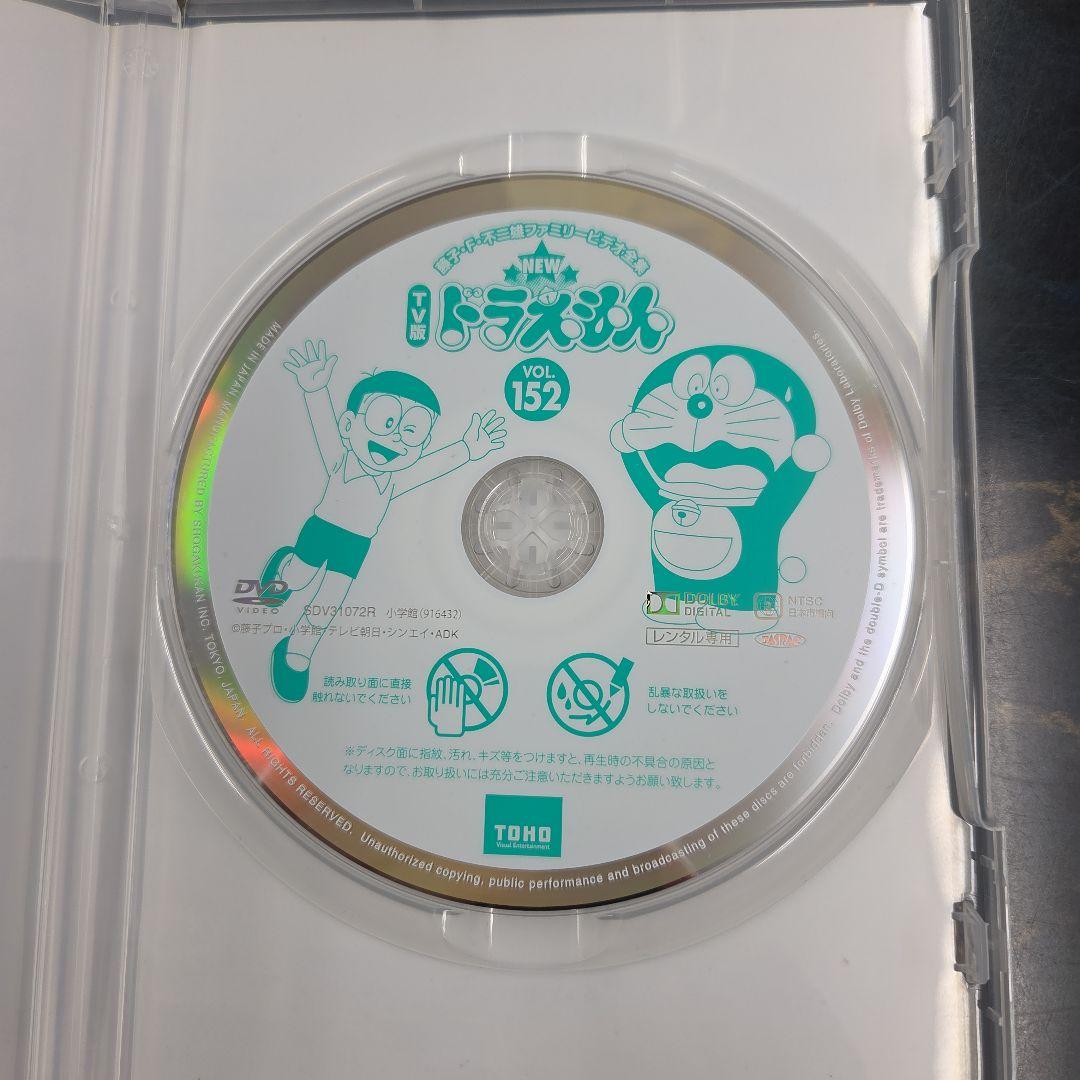 藤子・F・不二雄ファミリービデオ全集
NEW
TV版
ドラえもん
VOL.
152
DVD
VIDEO
SDV31072R 小学館(916432)
©藤子プロ・小学館・テレビ朝日・シンエイ・ADK
DOLBY
DIGITAL
NTSC
日本市場向
レンタル専用
読み取り面に直接
触れないでください
乱暴な取扱いを
しないでください
※ディスク面に指紋、汚れ、キズ等をつけますと、再生時の不具合の原因と
なりますので、お取り扱いには充分ご注意いただきますようお願い致します。
TOHO
Visual Entertainment
MADE IN JAPAN. MANUFACTURED BY SHOGAKUKAN INC. TOKYO, JAPAN. ALL RIGHTS RESERVED. Unauthorized copying, public performance and broadcasting of these discs are forbidden. Dolby and the double-D symbol are trademarks of Dolby Laboratories.